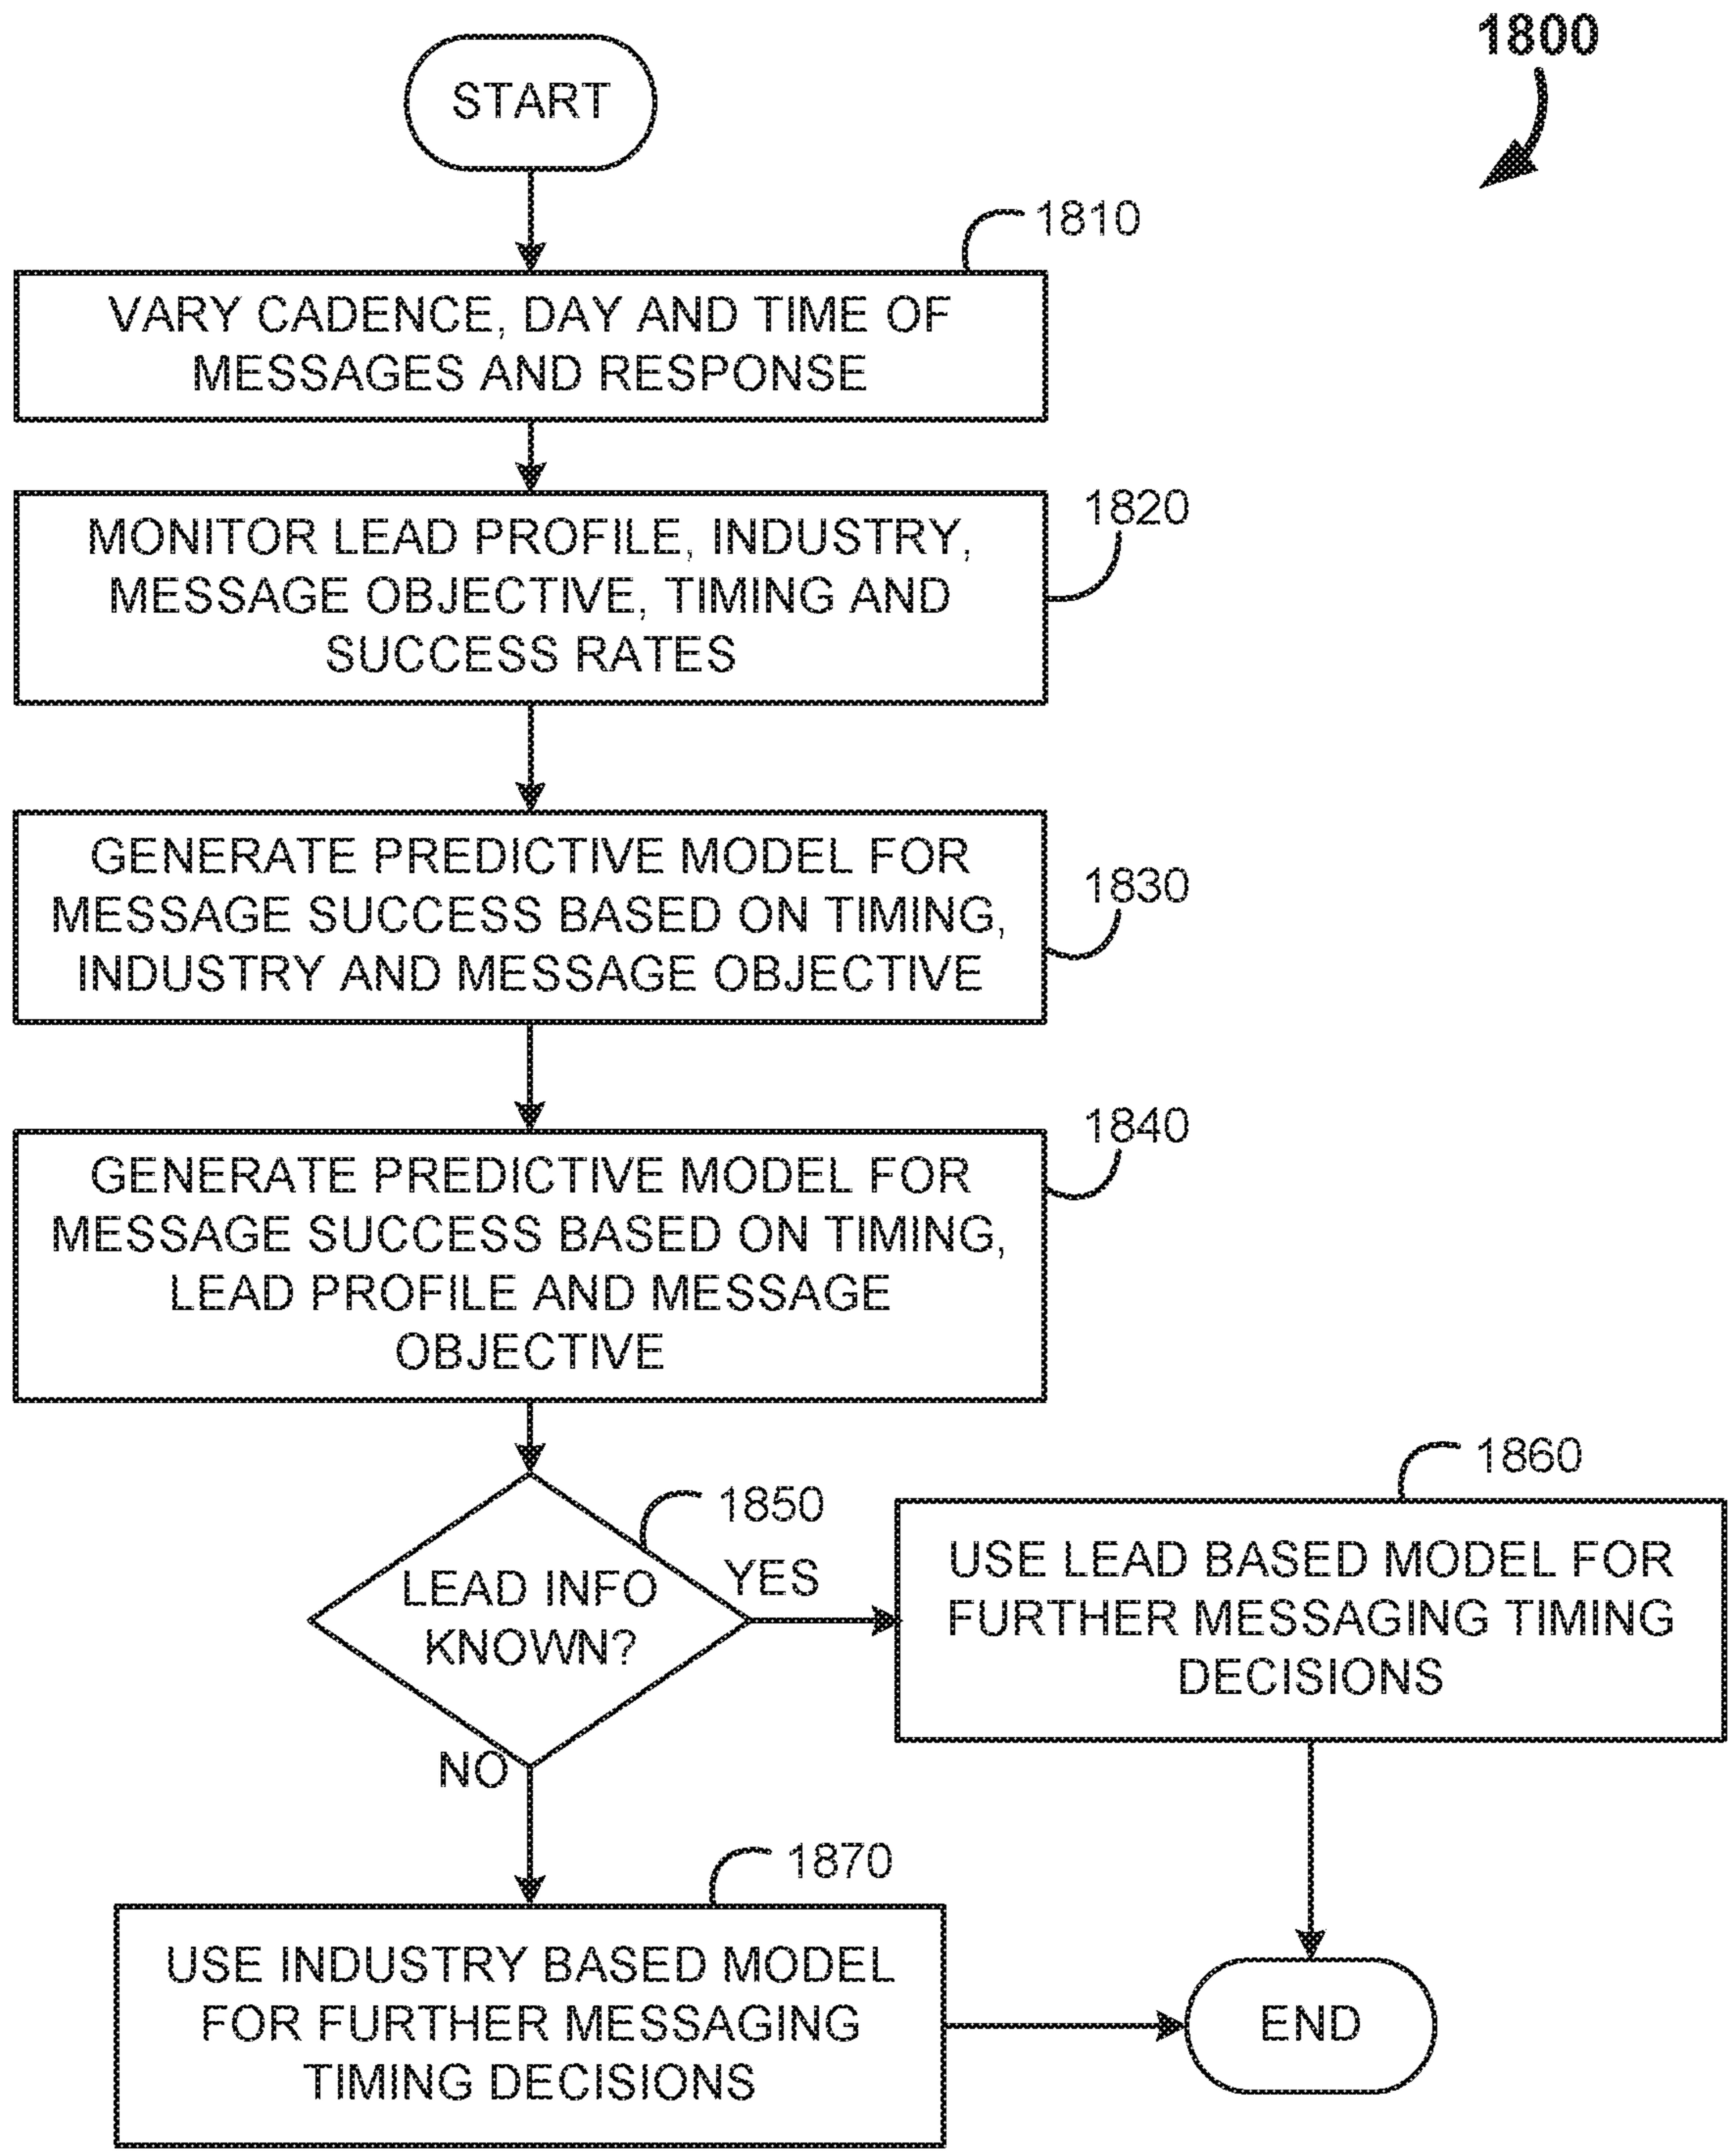 1800
START
1810
VARY CADENCE, DAY AND TIME OF
MESSAGES AND RESPONSE
1820
MONITOR LEAD PROFILE, INDUSTRY,
MESSAGE OBJECTIVE, TIMING AND
SUCCESS RATES
1830
GENERATE PREDICTIVE MODEL FOR
MESSAGE SUCCESS BASED ON TIMING,
INDUSTRY AND MESSAGE OBJECTIVE
1840
GENERATE PREDICTIVE MODEL FOR
MESSAGE SUCCESS BASED ON TIMING,
LEAD PROFILE AND MESSAGE
OBJECTIVE
1850
LEAD INFO
KNOWN?
YES
1860
USE LEAD BASED MODEL FOR
FURTHER MESSAGING TIMING
DECISIONS
NO
1870
USE INDUSTRY BASED MODEL
FOR FURTHER MESSAGING
TIMING DECISIONS
END